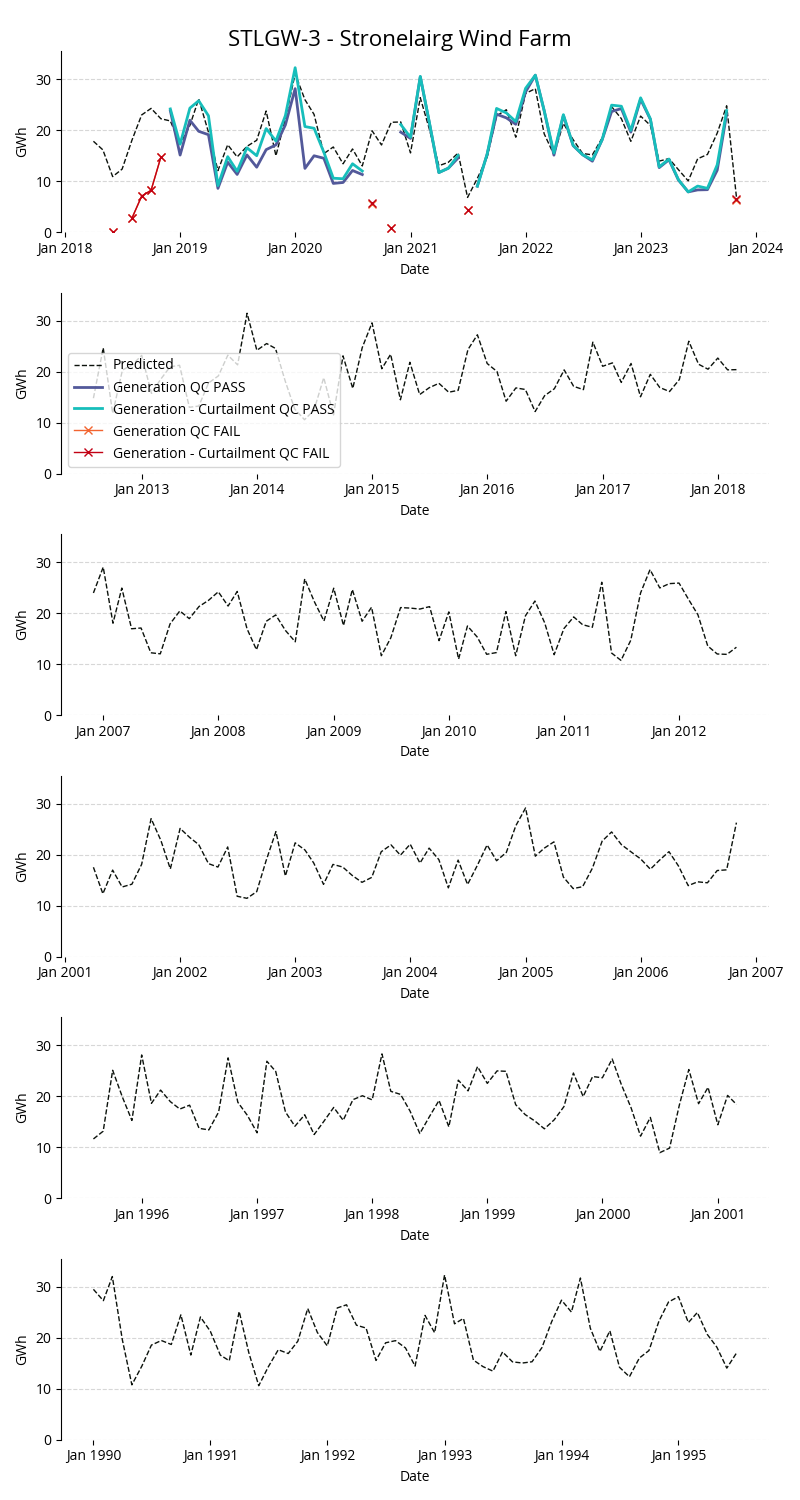 STLGW-3 - Stronelairg Wind Farm
30
20
10
0
GWh
Jan 2018 Jan 2019 Jan 2020 Jan 2021 Jan 2022 Jan 2023 Jan 2024
Date
30
20
10
0
GWh
Predicted
Generation QC PASS
Generation - Curtailment QC PASS
Generation QC FAIL
Generation - Curtailment QC FAIL
Jan 2013 Jan 2014 Jan 2015 Jan 2016 Jan 2017 Jan 2018
Date
30
20
10
0
GWh
Jan 2007 Jan 2008 Jan 2009 Jan 2010 Jan 2011 Jan 2012
Date
30
20
10
0
GWh
Jan 2001 Jan 2002 Jan 2003 Jan 2004 Jan 2005 Jan 2006 Jan 2007
Date
30
20
10
0
GWh
Jan 1996 Jan 1997 Jan 1998 Jan 1999 Jan 2000 Jan 2001
Date
30
20
10
0
GWh
Jan 1990 Jan 1991 Jan 1992 Jan 1993 Jan 1994 Jan 1995
Date